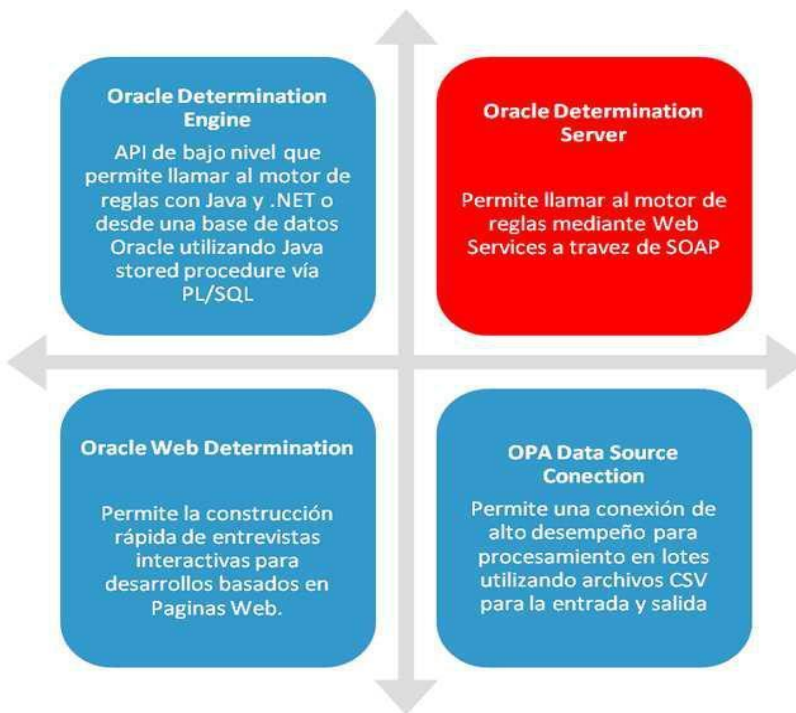 Oracle Determination
Engine
API de bajo nivel que
permite llamar al motor de
reglas con Java y .NET o
desde una base de datos
Oracle utilizando Java
stored procedure vía
PL/SQL
Oracle Determination
Server
Permite llamar al motor de
reglas mediante Web
Services a travez de SOAP
Oracle Web Determination
Permite la construcción
rápida de entrevistas
interactivas para
desarrollos basados en
Paginas Web.
OPA Data Source
Conection
Permite una conexión de
alto desempeño para
procesamiento en lotes
utilizando archivos CSV
para la entrada y salida